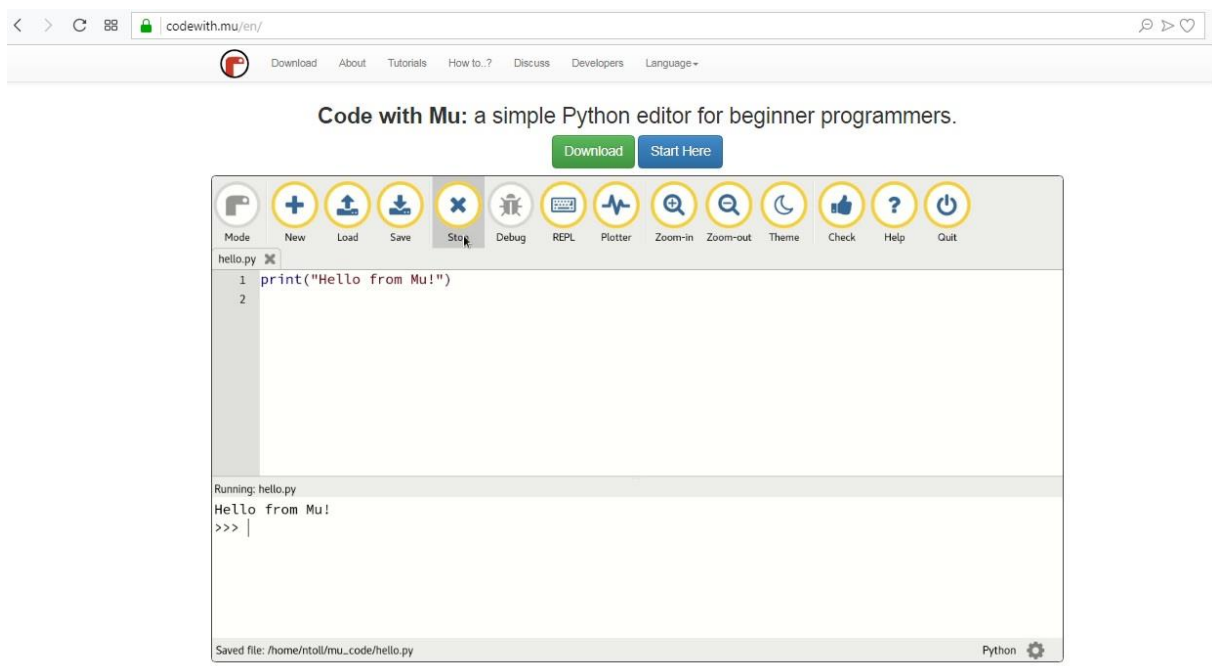 codewith.mu/en/
Download About Tutorials How to..? Discuss Developers Language
Code with Mu: a simple Python editor for beginner programmers.
Download Start Here
Mode New Load Save Stop Debug REPL Plotter Zoom-in Zoom-out Theme Check Help Quit
hello.py
1 print("Hello from Mu!")
2
Running: hello.py
Hello from Mu!
>>>
Saved file: /home/ntoll/mu_code/hello.py Python